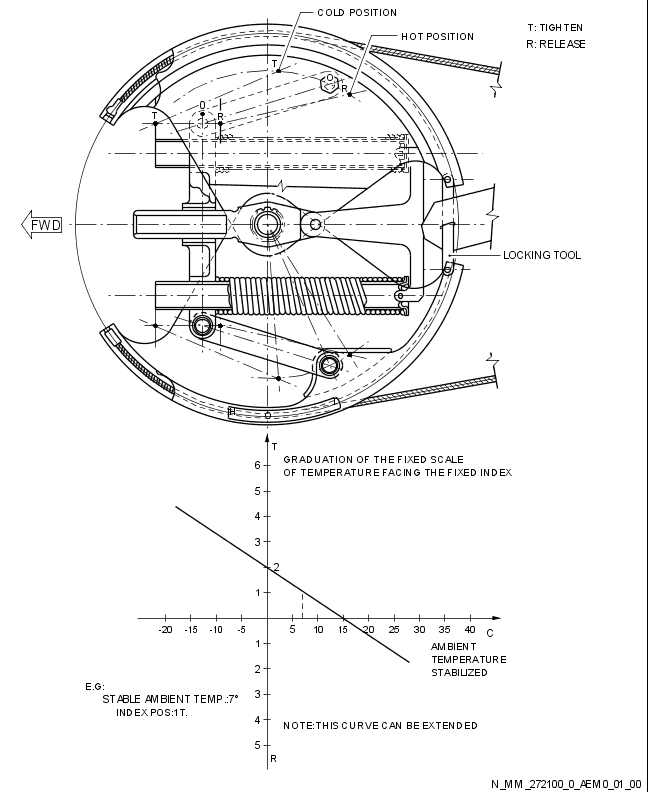 COLD POSITION
T: TIGHTEN
HOT POSITION
R: RELEASE
T
O
R
O
T
R
FWD
LOCKING TOOL
H
O
T
GRADUATION OF THE FIXED SCALE
OF TEMPERATURE FACING THE FIXED INDEX
6
5
4
3
2
1
-20 -15 -10 -5 5 10 15 20 25 30 35 40 C
1
AMBIENT
TEMPERATURE
STABILIZED
2
3
4
5
R
E.G:
STABLE AMBIENT TEMP.:7°
INDEX POS:1T.
NOTE:THIS CURVE CAN BE EXTENDED
N_MM_272100_0_AEM0_01_00